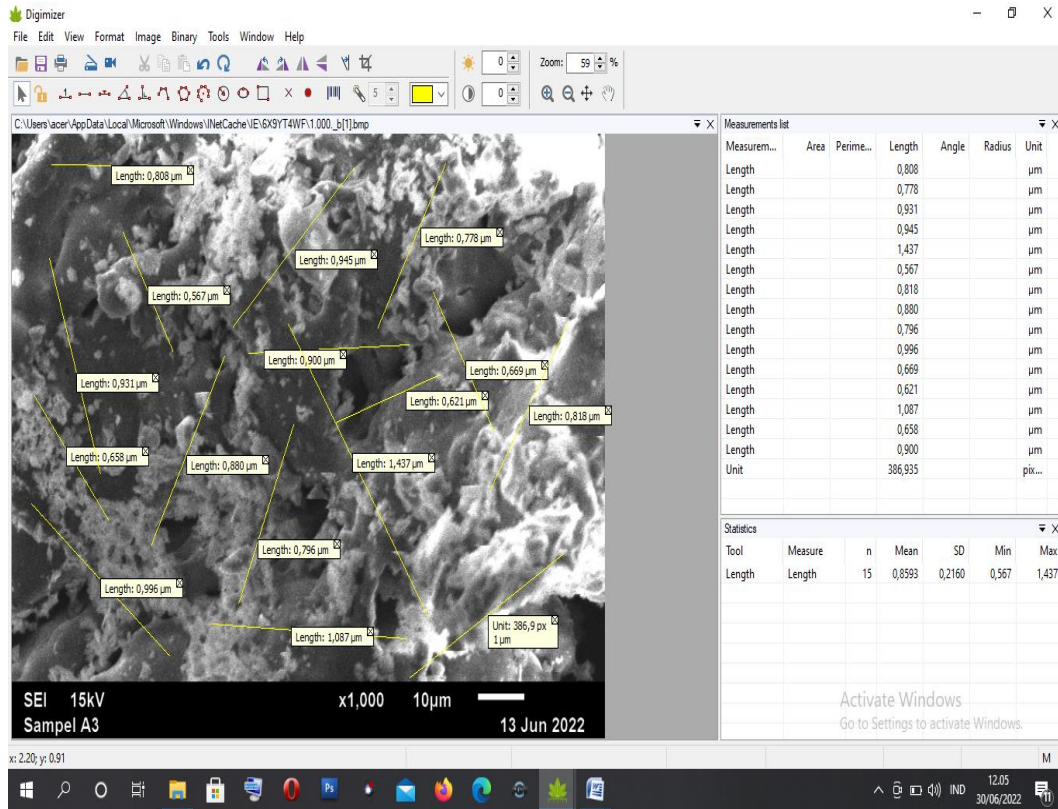 Digimizer
File Edit View Format Image Binary Tools Window Help
0 Zoom: 59 %
5 0
C:\Users\acer\AppData\Local\Microsoft\Windows\INetCache\IE\6X9YT4WF\1.000._b[1].bmp
Length: 0,808 µm
Length: 0,778 µm
Length: 0,945 µm
Length: 0,567 µm
Length: 0,900 µm
Length: 0,669 µm
Length: 0,931 µm
Length: 0,621 µm
Length: 0,818 µm
Length: 0,658 µm
Length: 0,880 µm
Length: 1,437 µm
Length: 0,796 µm
Length: 0,996 µm
Length: 1,087 µm
Unit: 386,9 px
1 µm
SEI 15kV x1,000 10µm
Sampel A3 13 Jun 2022
Measurements list
Measurem... Area Perime... Length Angle Radius Unit
Length 0,808 µm
Length 0,778 µm
Length 0,931 µm
Length 0,945 µm
Length 1,437 µm
Length 0,567 µm
Length 0,818 µm
Length 0,880 µm
Length 0,796 µm
Length 0,996 µm
Length 0,669 µm
Length 0,621 µm
Length 1,087 µm
Length 0,658 µm
Length 0,900 µm
Unit 386,935 pix...
Statistics
Tool Measure n Mean SD Min Max
Length Length 15 0,8593 0,2160 0,567 1,437
Activate Windows
Go to Settings to activate Windows.
x: 2.20; y: 0.91 M
Ps IND 12.05
30/06/2022